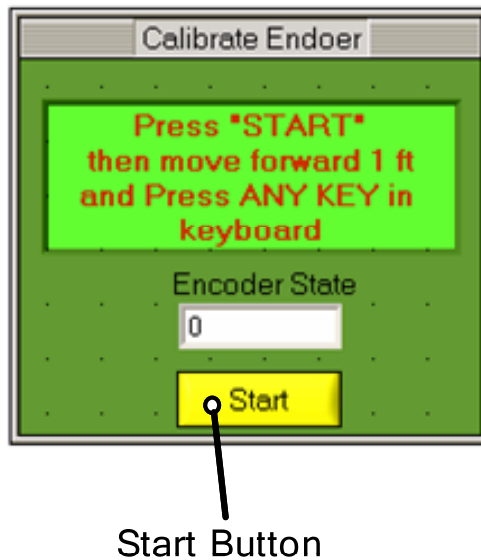 Calibrate Endoer
Press "START"
then move forward 1 ft
and Press ANY KEY in
keyboard
Encoder State
0
Start
Start Button